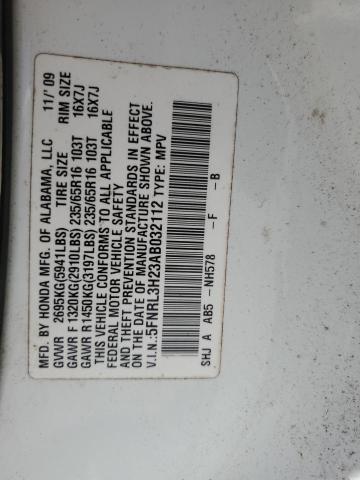 MFD. BY HONDA MFG. OF ALABAMA, LLC 11/'09
GVWR 2695KG(5941LBS) TIRE SIZE RIM SIZE
GAWR F 1320KG(2910LBS) 235/65R16 103T 16X7J
GAWR R 1450KG(3197LBS) 235/65R16 103T 16X7J
THIS VEHICLE CONFORMS TO ALL APPLICABLE
FEDERAL MOTOR VEHICLE SAFETY
AND THEFT PREVENTION STANDARDS IN EFFECT
ON THE DATE OF MANUFACTURE SHOWN ABOVE.
V.I.N.:5FNRL3H23AB032112 TYPE: MPV
SHJ A AB5 -NH578 -F -B